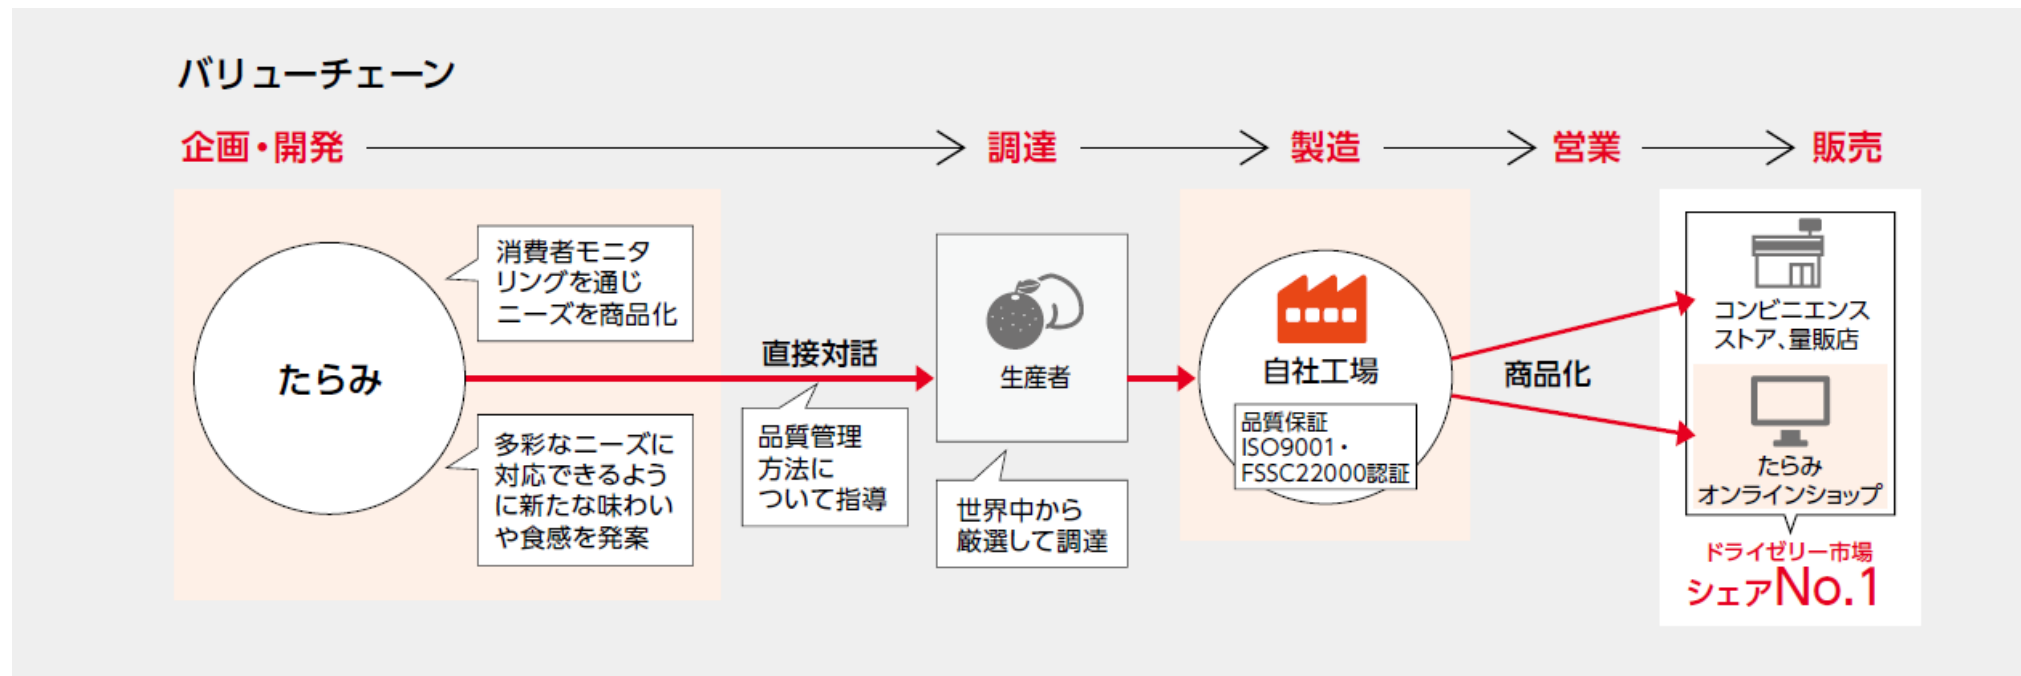 バリューチェーン
企画・開発
調達
製造
営業
販売
たらみ
消費者モニタ
リングを通じ
ニーズを商品化
多彩なニーズに
対応できるよう
に新たな味わい
や食感を発案
直接対話
品質管理
方法に
ついて指導
生産者
世界中から
厳選して調達
自社工場
品質保証
ISO9001・
FSSC22000認証
商品化
コンビニエンス
ストア、量販店
たらみ
オンラインショップ
ドライゼリー市場
シェアNo.1